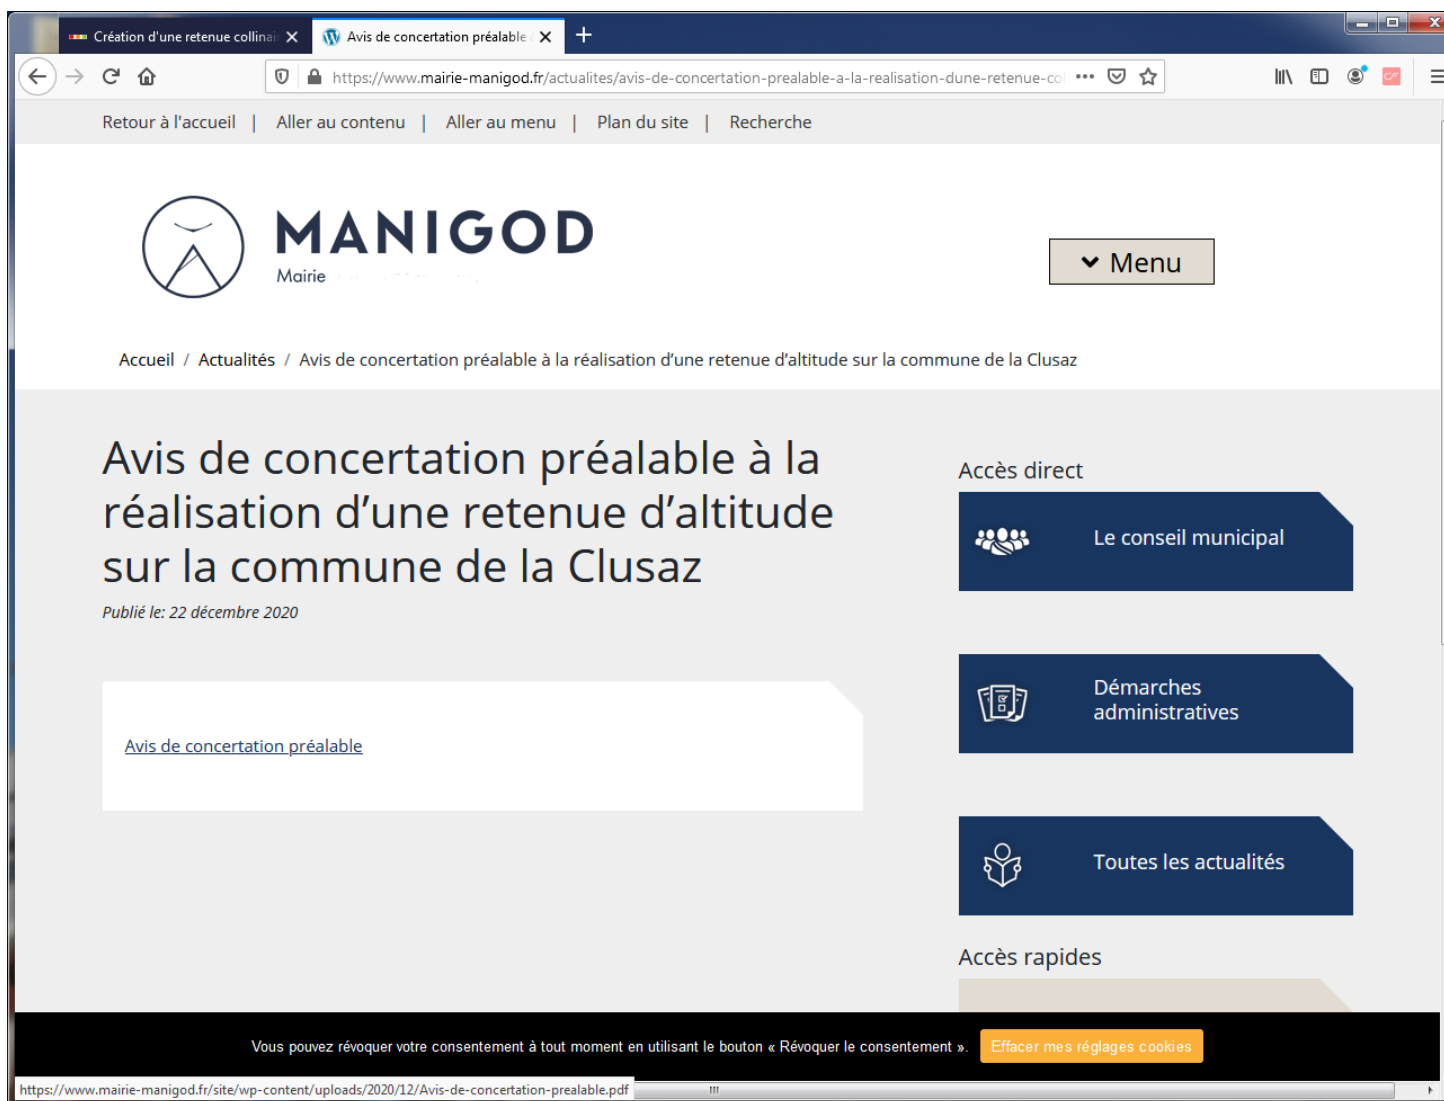 Création d'une retenue collinai
Avis de concertation préalable
https://www.mairie-manigod.fr/actualites/avis-de-concertation-prealable-a-la-realisation-dune-retenue-co
Retour à l'accueil | Aller au contenu | Aller au menu | Plan du site | Recherche
MANIGOD
Mairie
Menu
Accueil / Actualités / Avis de concertation préalable à la réalisation d’une retenue d’altitude sur la commune de la Clusaz
Avis de concertation préalable à la
réalisation d’une retenue d’altitude
sur la commune de la Clusaz
Publié le: 22 décembre 2020
Avis de concertation préalable
Accès direct
Le conseil municipal
Démarches
administratives
Toutes les actualités
Accès rapides
Vous pouvez révoquer votre consentement à tout moment en utilisant le bouton « Révoquer le consentement ».
Effacer mes réglages cookies
https://www.mairie-manigod.fr/site/wp-content/uploads/2020/12/Avis-de-concertation-prealable.pdf